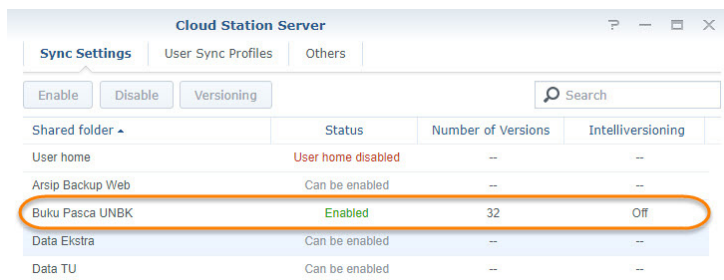 Cloud Station Server
Sync Settings User Sync Profiles Others
Enable Disable Versioning Search
Shared folder Status Number of Versions Intelliversioning
User home User home disabled -- --
Arsip Backup Web Can be enabled -- --
Buku Pasca UNBK Enabled 32 Off
Data Ekstra Can be enabled -- --
Data TU Can be enabled -- --